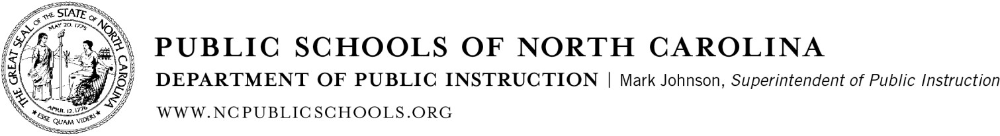 THE GREAT SEAL OF THE STATE OF NORTH CAROLINA
MAY 20, 1775
APRIL 12, 1776
★ ESSE QUAM VIDERI ★
PUBLIC SCHOOLS OF NORTH CAROLINA
DEPARTMENT OF PUBLIC INSTRUCTION | Mark Johnson, Superintendent of Public Instruction
WWW.NCPUBLICSCHOOLS.ORG